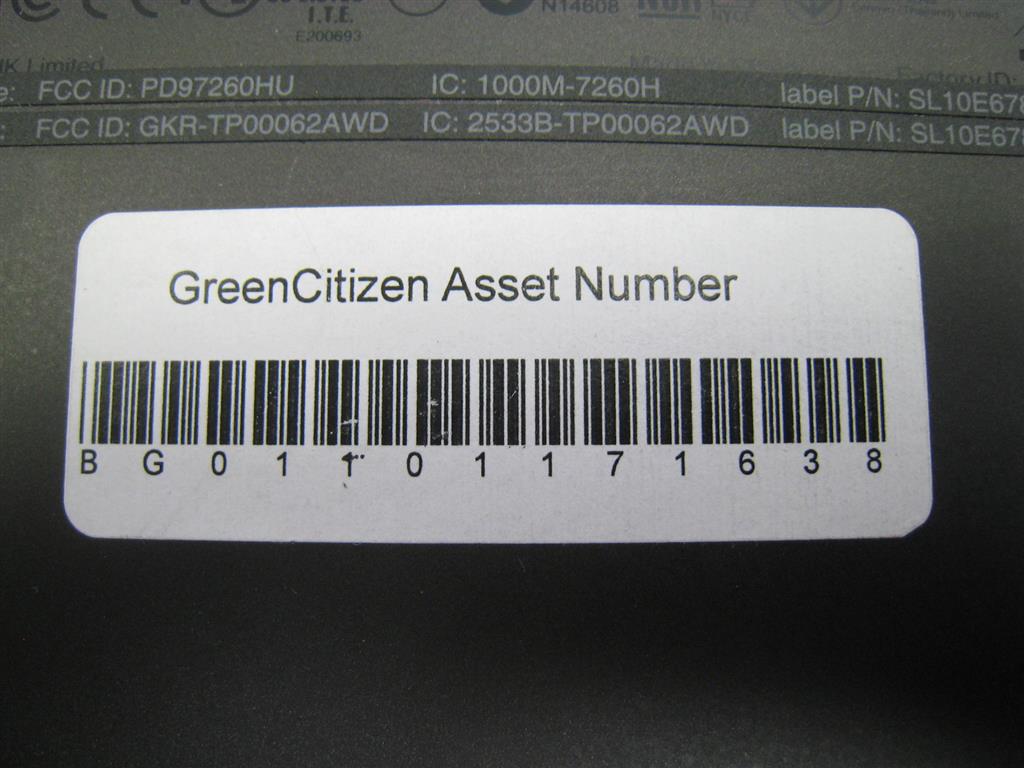 I.T.E.
E200693
N14608
Limited
FCC ID: PD97260HU IC: 1000M-7260H label P/N: SL10E678
FCC ID: GKR-TP00062AWD IC: 2533B-TP00062AWD label P/N: SL10E678
GreenCitizen Asset Number
BG01101171638